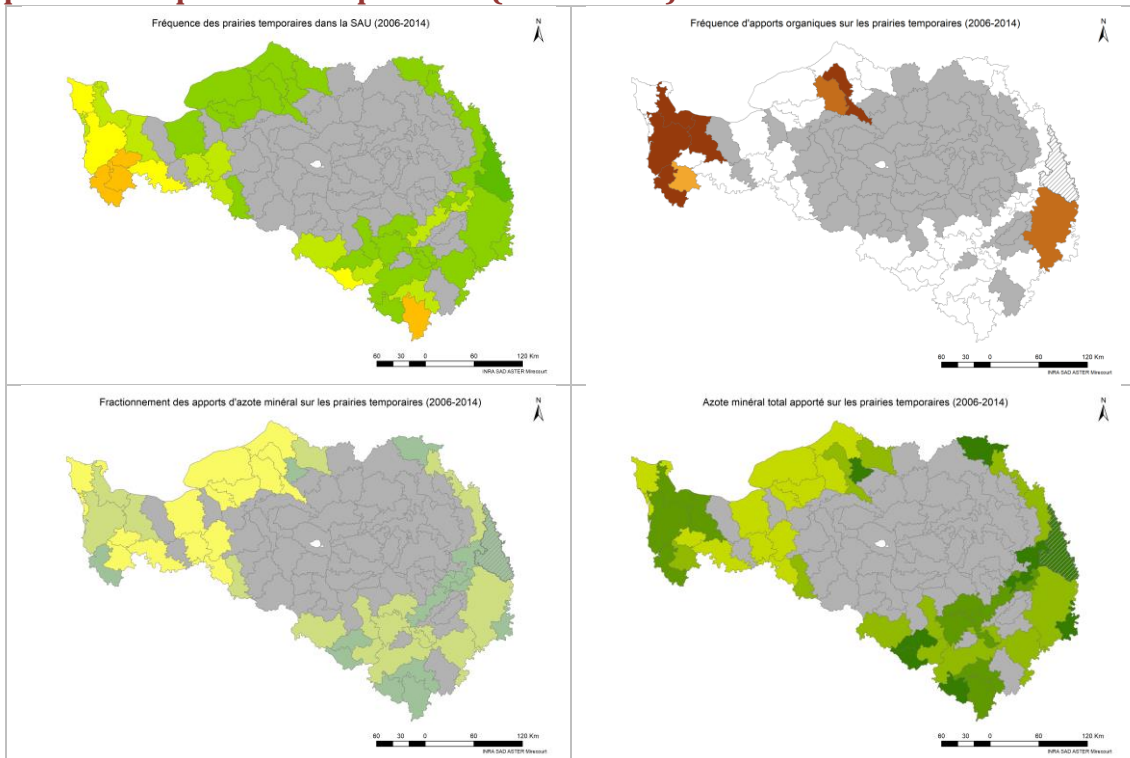 Fréquence des prairies temporaires dans la SAU (2006-2014)
N
60 30 0 60 120 Km
INRA SAD ASTER Mirecourt
Fréquence d'apports organiques sur les prairies temporaires (2006-2014)
N
60 30 0 60 120 Km
INRA SAD ASTER Mirecourt
Fractionnement des apports d'azote minéral sur les prairies temporaires (2006-2014)
N
60 30 0 60 120 Km
INRA SAD ASTER Mirecourt
Azote minéral total apporté sur les prairies temporaires (2006-2014)
N
60 30 0 60 120 Km
INRA SAD ASTER Mirecourt